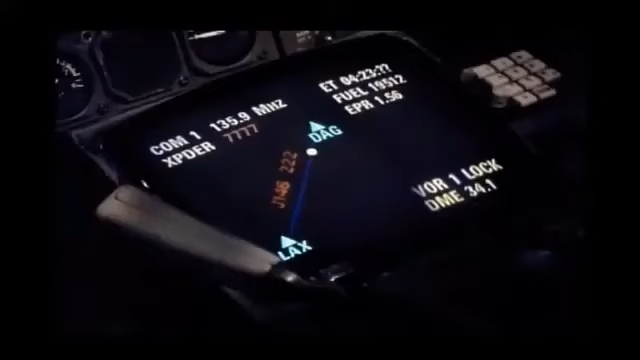 COM 1 135.9 MHz
XPDER 7777
ET 04:23:??
FUEL 19512
EPR 1.56
DAG
J146 222
LAX
VOR 1 LOCK
DME 34.1